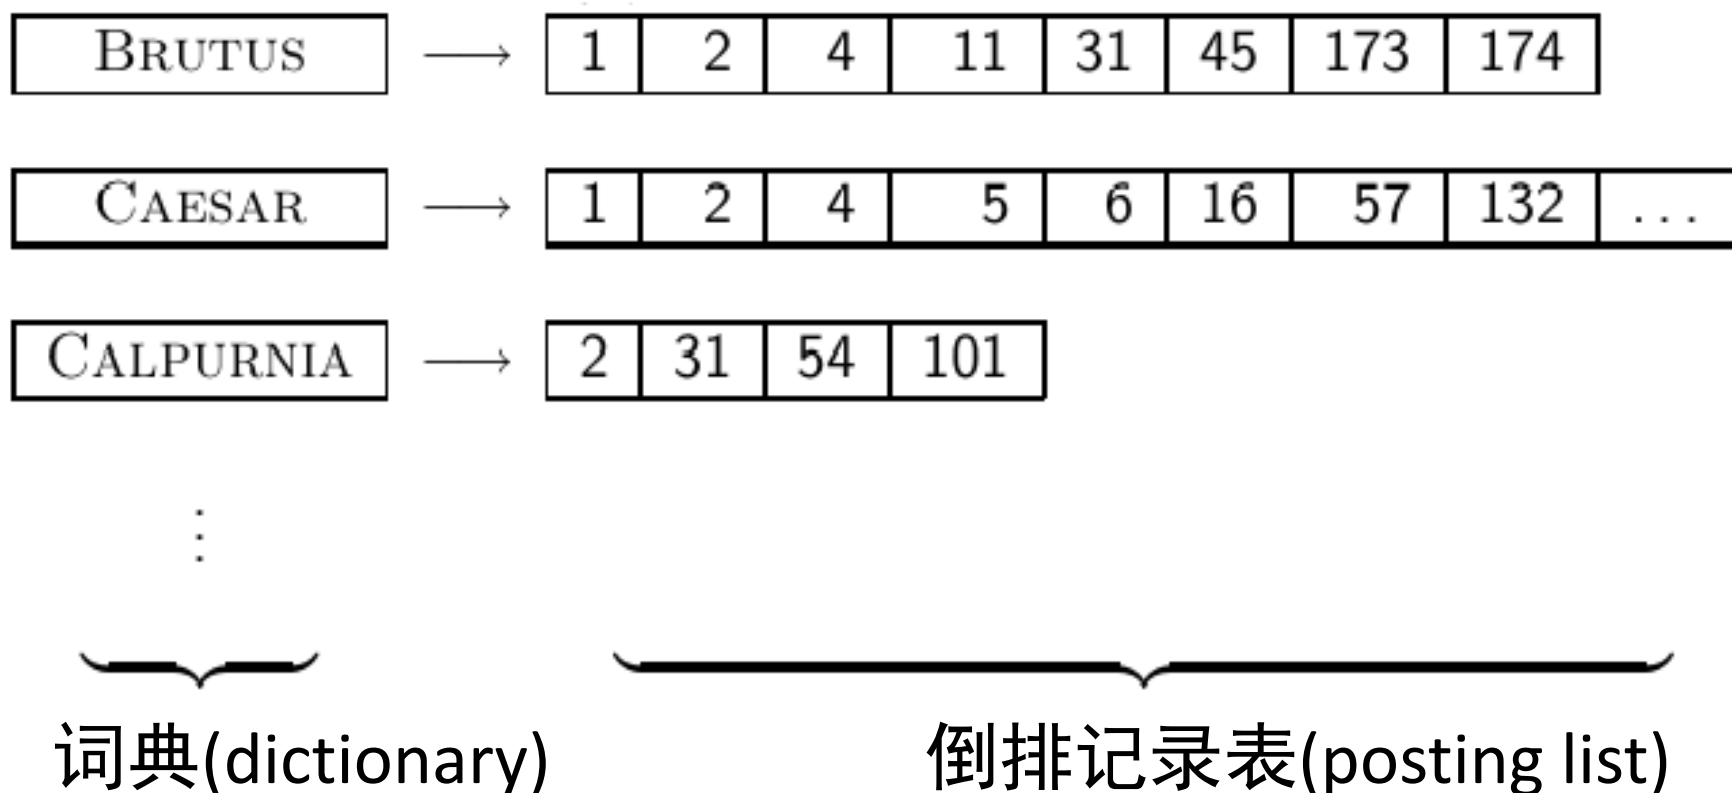 BRUTUS → 1 2 4 11 31 45 173 174
CAESAR → 1 2 4 5 6 16 57 132 ...
CALPURNIA → 2 31 54 101
⋮
词典(dictionary) 倒排记录表(posting list)